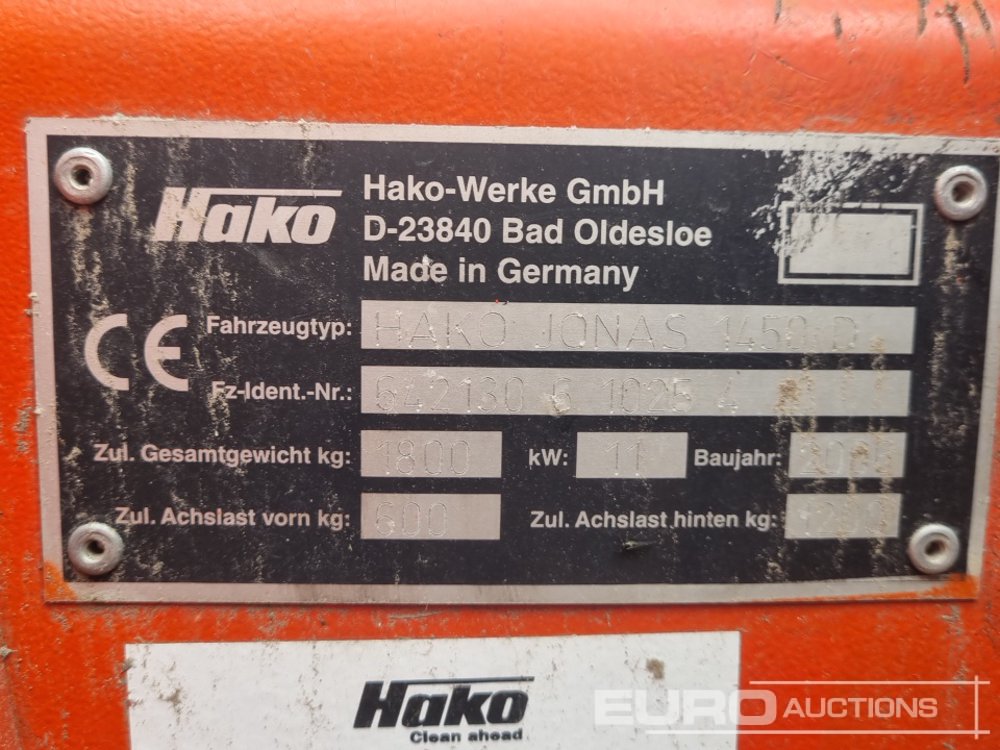 Hako
Hako-Werke GmbH
D-23840 Bad Oldesloe
Made in Germany
CE
Fahrzeugtyp: HAKO JONAS 1450 D
Fz-Ident.-Nr.: 642130 6 1025 4
Zul. Gesamtgewicht kg: 1800 kW: 11 Baujahr:
Zul. Achslast vorn kg: 600 Zul. Achslast hinten kg:
Hako
Clean ahead
EURO AUCTIONS